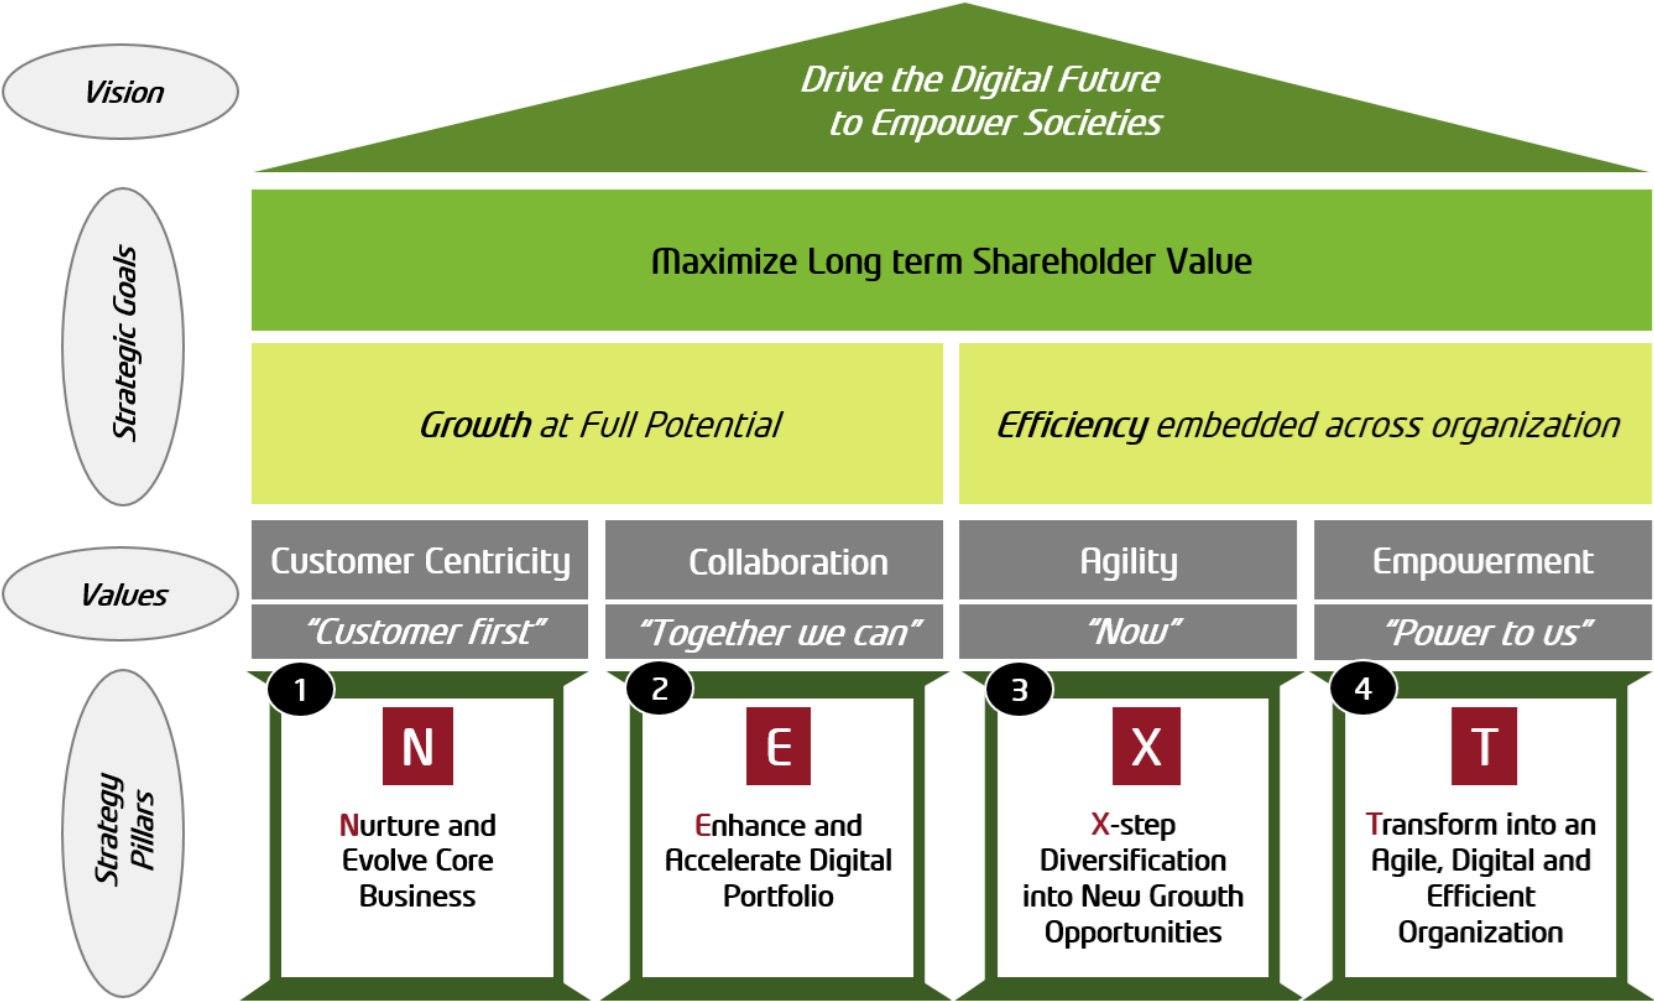 Vision
Drive the Digital Future
to Empower Societies
Strategic Goals
Maximize Long term Shareholder Value
Growth at Full Potential
Efficiency embedded across organization
Values
Customer Centricity
Collaboration
Agility
Empowerment
“Customer first”
“Together we can”
“Now”
“Power to us”
Strategy
Pillars
1
N
Nurture and
Evolve Core
Business
2
E
Enhance and
Accelerate Digital
Portfolio
3
X
X-step
Diversification
into New Growth
Opportunities
4
T
Transform into an
Agile, Digital and
Efficient
Organization